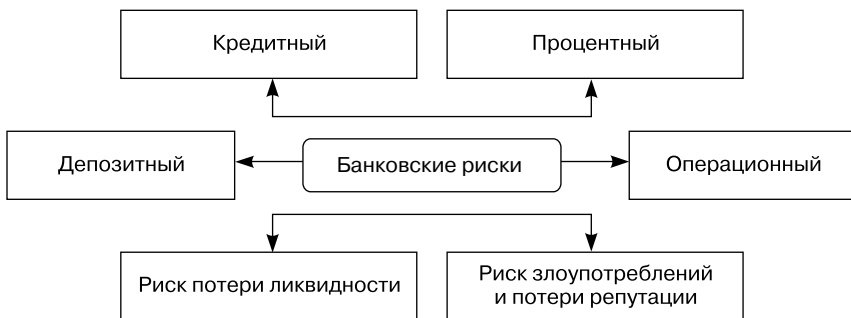 Кредитный
Процентный
Депозитный
Банковские риски
Операционный
Риск потери ликвидности
Риск злоупотреблений
и потери репутации